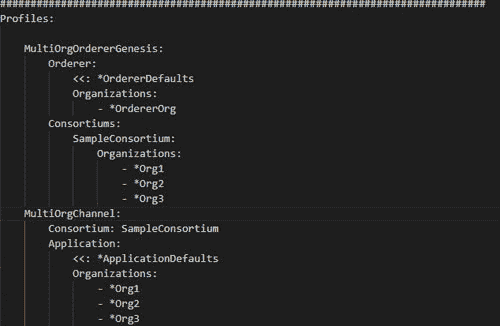 ################################################################################
Profiles:
MultiOrgOrdererGenesis:
Orderer:
<<: *OrdererDefaults
Organizations:
- *OrdererOrg
Consortiums:
SampleConsortium:
Organizations:
- *Org1
- *Org2
- *Org3
MultiOrgChannel:
Consortium: SampleConsortium
Application:
<<: *ApplicationDefaults
Organizations:
- *Org1
- *Org2
- *Org3